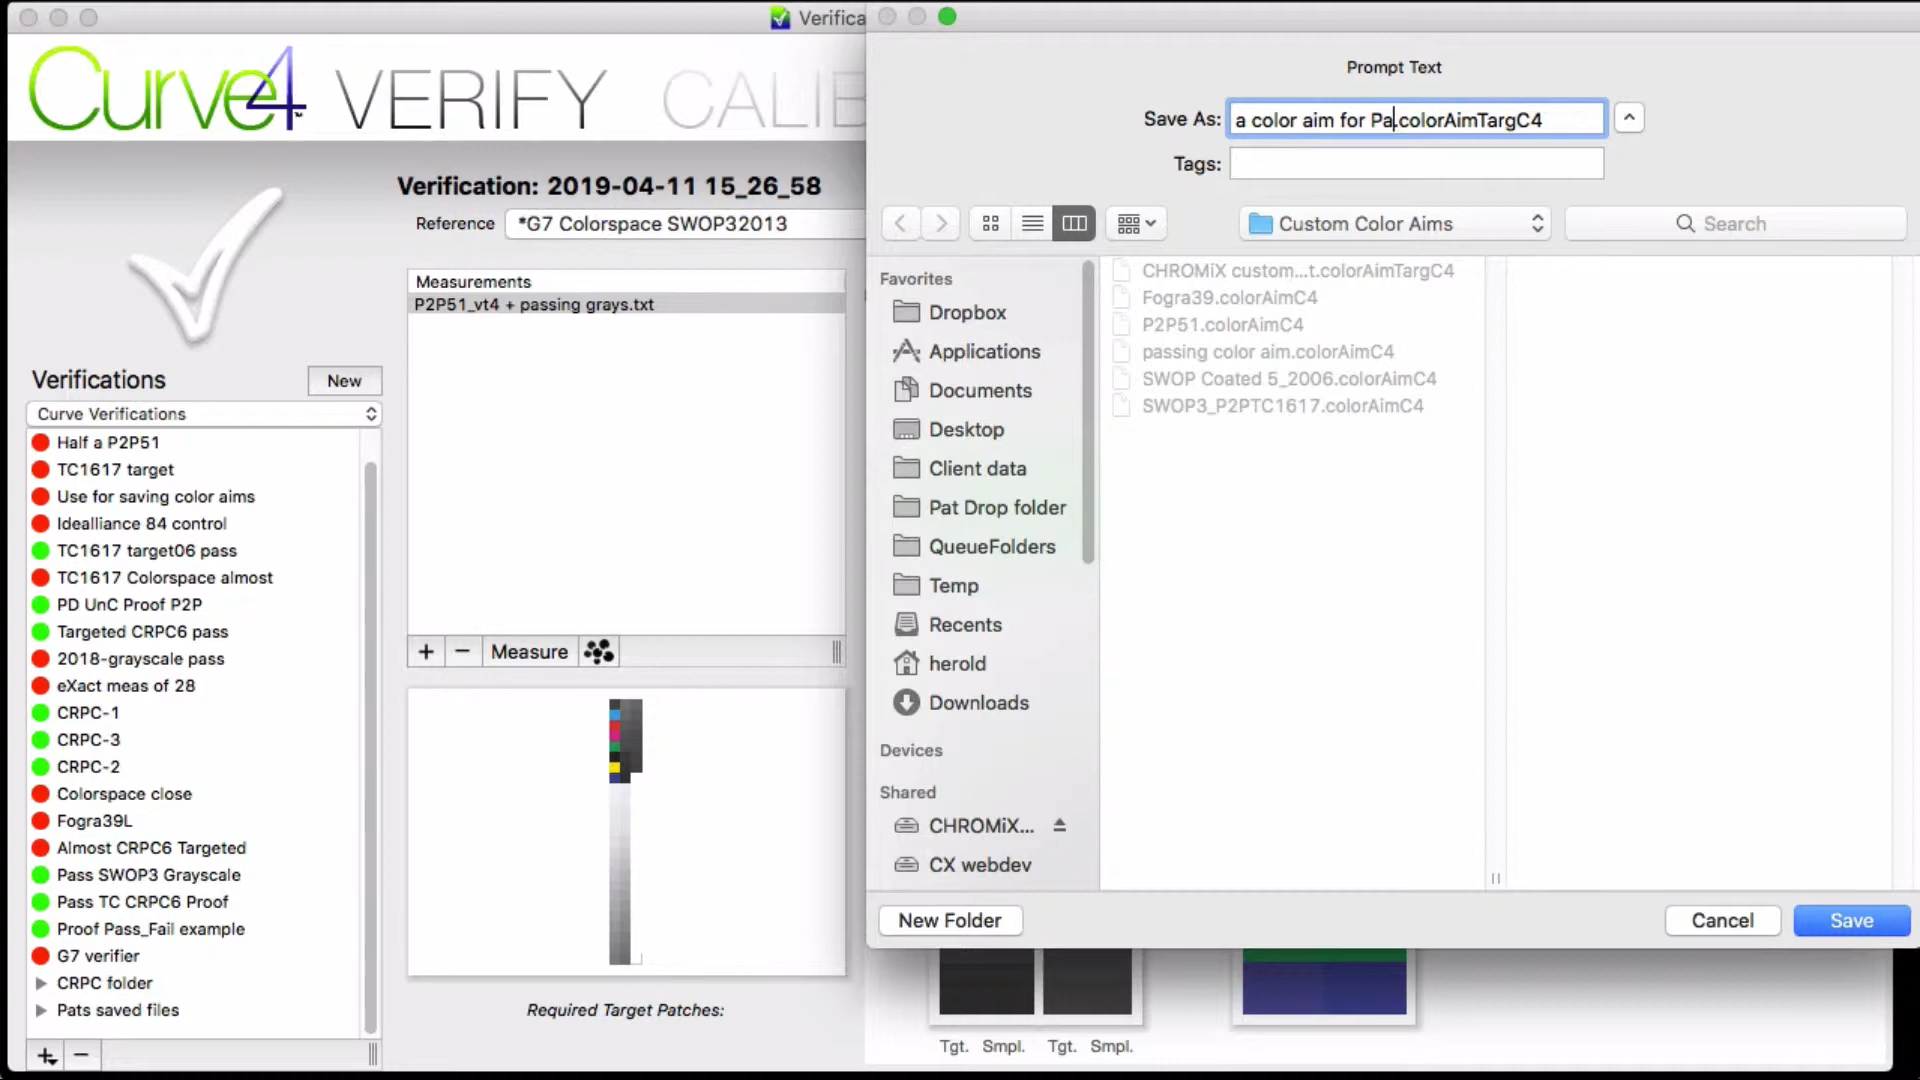 Verifica
Curve4™ VERIFY CALIB
Verification: 2019-04-11 15_26_58
Reference *G7 Colorspace SWOP32013
Measurements
P2P51_vt4 + passing grays.txt
Verifications New
Curve Verifications
Half a P2P51
TC1617 target
Use for saving color aims
Idealliance 84 control
TC1617 target06 pass
TC1617 Colorspace almost
PD UnC Proof P2P
Targeted CRPC6 pass
2018-grayscale pass
eXact meas of 28
CRPC-1
CRPC-3
CRPC-2
Colorspace close
Fogra39L
Almost CRPC6 Targeted
Pass SWOP3 Grayscale
Pass TC CRPC6 Proof
Proof Pass_Fail example
G7 verifier
CRPC folder
Pats saved files
+ −
+ − Measure
Required Target Patches:
Prompt Text
Save As: a color aim for Pa.colorAimTargC4
Tags:
Custom Color Aims
Search
Favorites
Dropbox
Applications
Documents
Desktop
Client data
Pat Drop folder
QueueFolders
Temp
Recents
herold
Downloads
Devices
Shared
CHROMiX...
CX webdev
CHROMiX custom...t.colorAimTargC4
Fogra39.colorAimC4
P2P51.colorAimC4
passing color aim.colorAimC4
SWOP Coated 5_2006.colorAimC4
SWOP3_P2PTC1617.colorAimC4
New Folder Cancel Save
Tgt. Smpl. Tgt. Smpl.